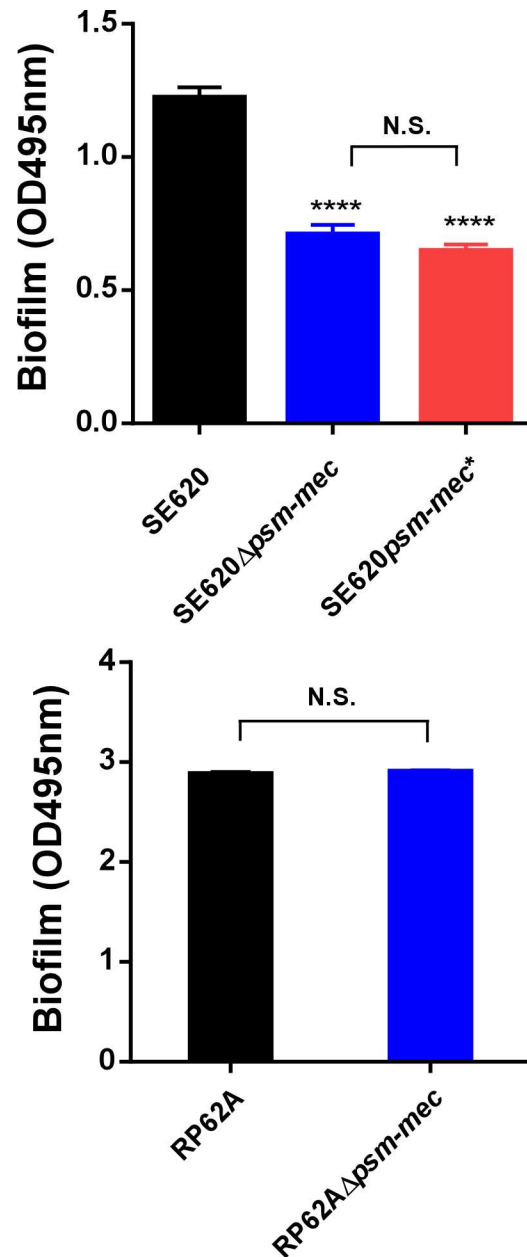 1.5
1.0
0.5
0.0
Biofilm (OD495nm)
N.S.
****
****
SE620
SE620Δpsm-mec
SE620psm-mec*
4
3
2
1
0
Biofilm (OD495nm)
N.S.
RP62A
RP62AΔpsm-mec